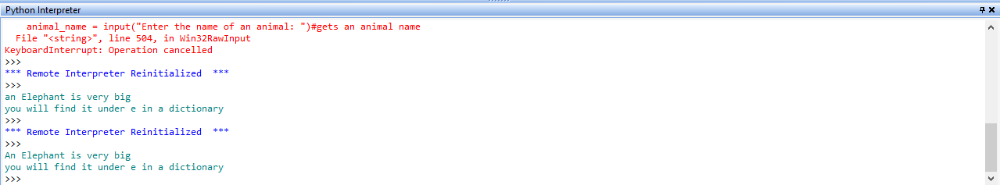 Python Interpreter
    animal_name = input("Enter the name of an animal: ")#gets an animal name
  File "<string>", line 504, in Win32RawInput
KeyboardInterrupt: Operation cancelled
>>>
*** Remote Interpreter Reinitialized  ***
>>>
an Elephant is very big
you will find it under e in a dictionary
>>>
*** Remote Interpreter Reinitialized  ***
>>>
An Elephant is very big
you will find it under e in a dictionary
>>>